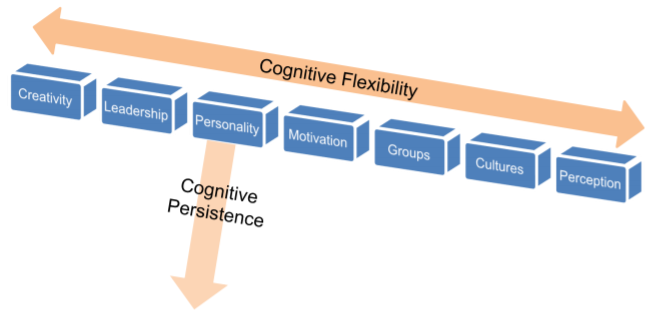 Cognitive Flexibility
Creativity
Leadership
Personality
Motivation
Groups
Cultures
Perception
Cognitive
Persistence